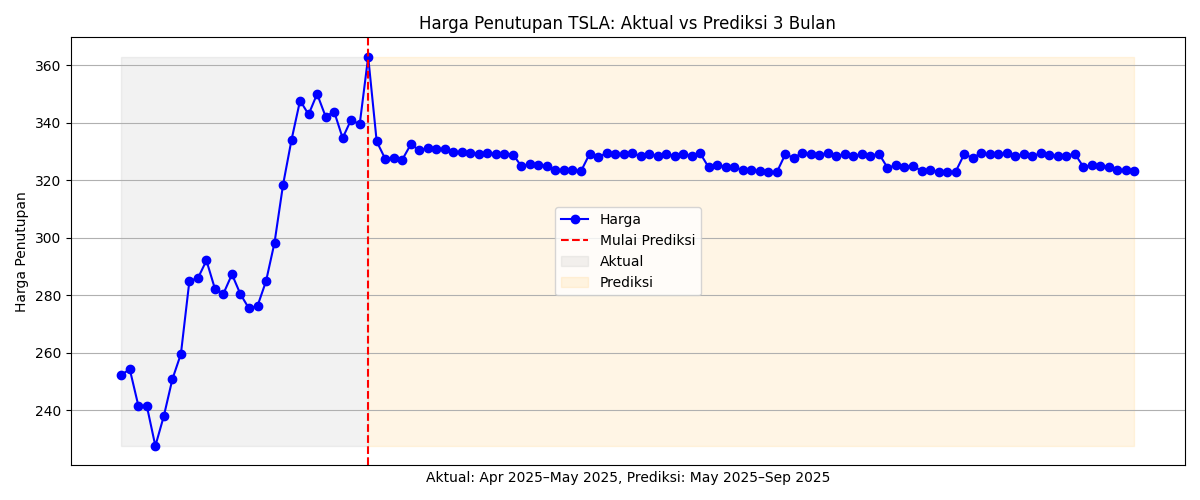 Harga Penutupan TSLA: Aktual vs Prediksi 3 Bulan
Harga Penutupan
360
340
320
300
280
260
240
Harga
Mulai Prediksi
Aktual
Prediksi
Aktual: Apr 2025–May 2025, Prediksi: May 2025–Sep 2025